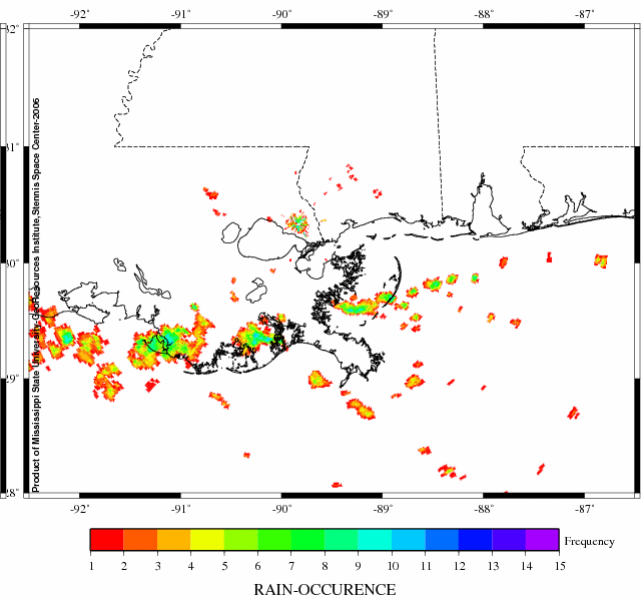 -92° -91° -90° -89° -88° -87°
32°
31°
30°
29°
28°
Product of Mississippi State University, GeoResources Institute, Stennis Space Center-2006
-92° -91° -90° -89° -88° -87°
Frequency
1 2 3 4 5 6 7 8 9 10 11 12 13 14 15
RAIN-OCCURENCE